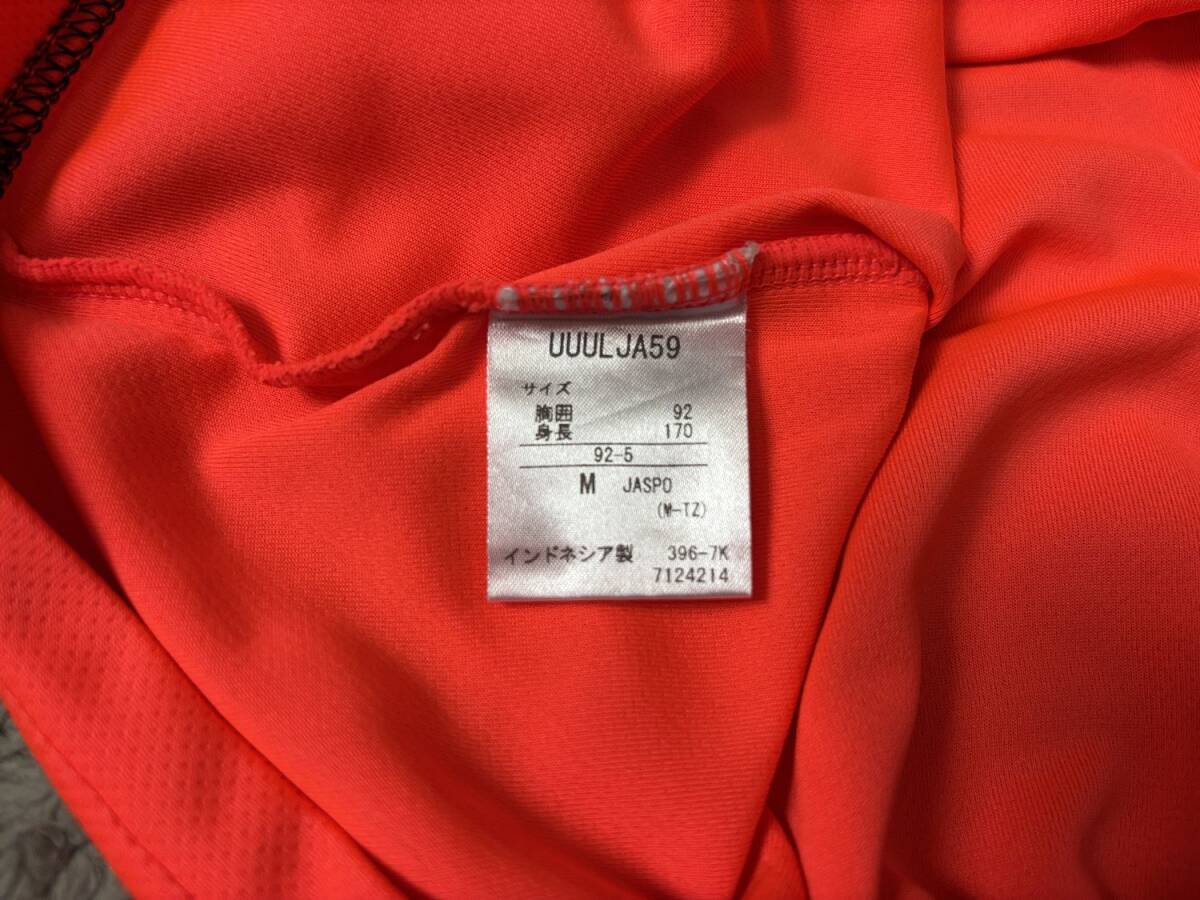 UUULJA59
サイズ
胸囲 92
身長 170
92-5
M JASPO
(M-TZ)
インドネシア製 396-7K
7124214